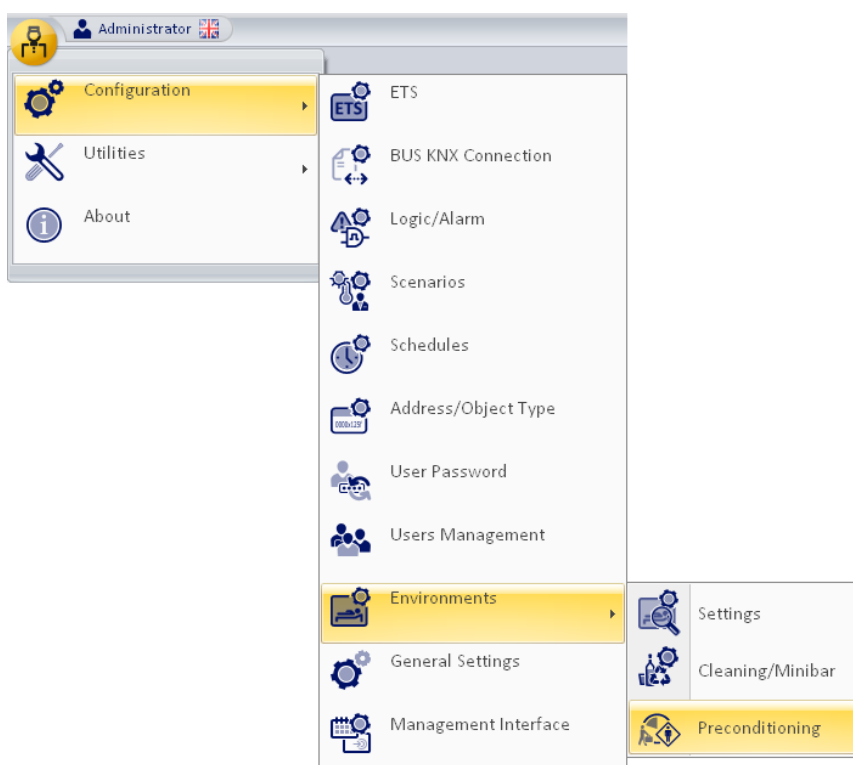 Administrator
Configuration
Utilities
About
ETS
ETS
BUS KNX Connection
Logic/Alarm
Scenarios
Schedules
Address/Object Type
User Password
Users Management
Environments
General Settings
Management Interface
Settings
Cleaning/Minibar
Preconditioning